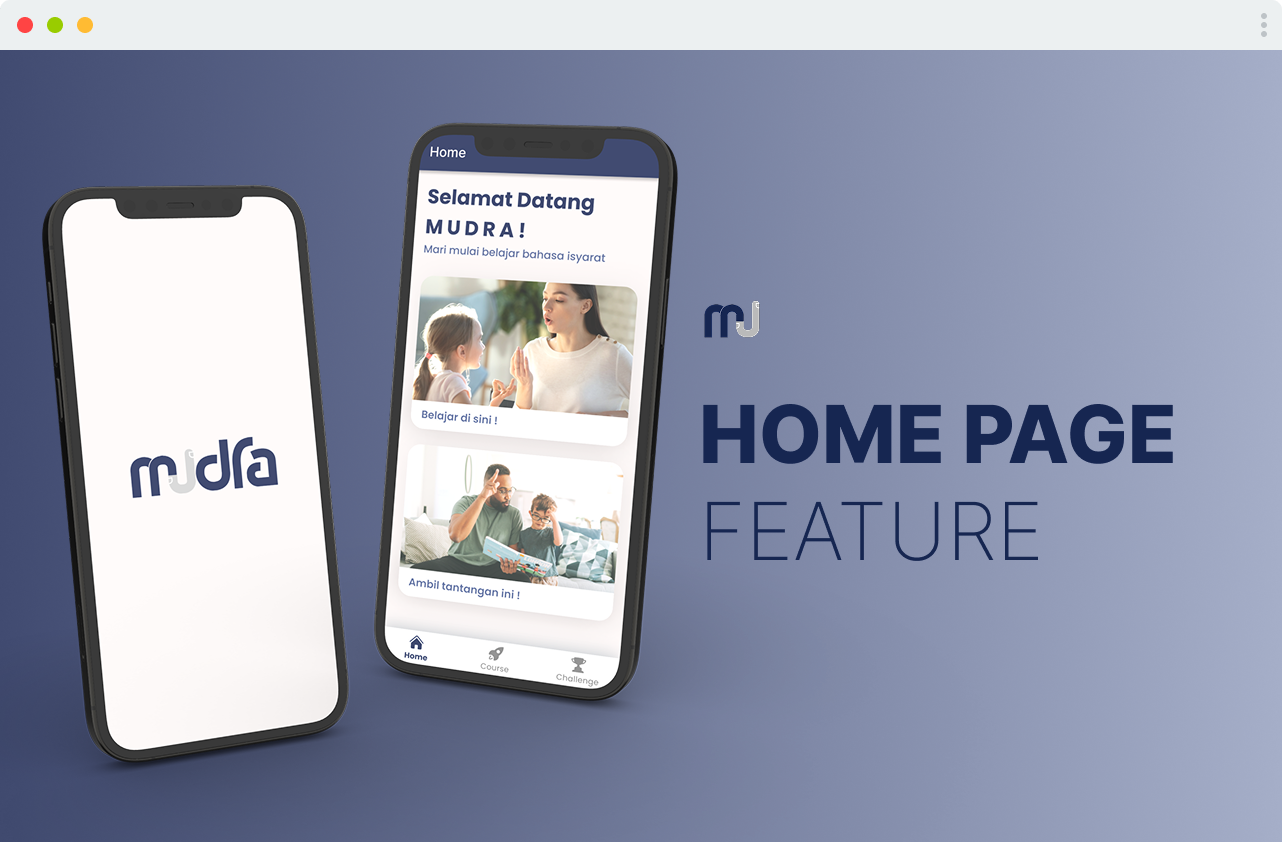 mudra
Home
Selamat Datang
MUDRA!
Mari mulai belajar bahasa isyarat
Belajar di sini !
Ambil tantangan ini !
Home
Course
Challenge
mu
HOME PAGE
FEATURE